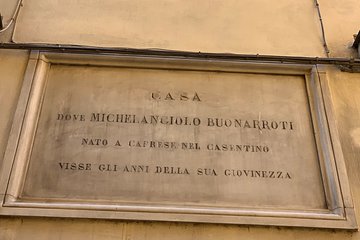 CASA
DOVE MICHELANGIOLO BUONARROTI
NATO A CAPRESE NEL CASENTINO
VISSE GLI ANNI DELLA SUA GIOVINEZZA